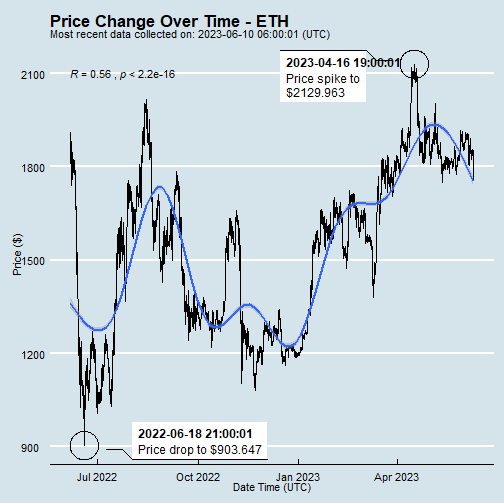 Price Change Over Time - ETH
Most recent data collected on: 2023-06-10 06:00:01 (UTC)
2023-04-16 19:00:01
Price spike to
$2129.963
R = 0.56 , p < 2.2e-16
2100
1800
1500
1200
900
Price ($)
2022-06-18 21:00:01
Price drop to $903.647
Jul 2022
Oct 2022
Jan 2023
Apr 2023
Date Time (UTC)